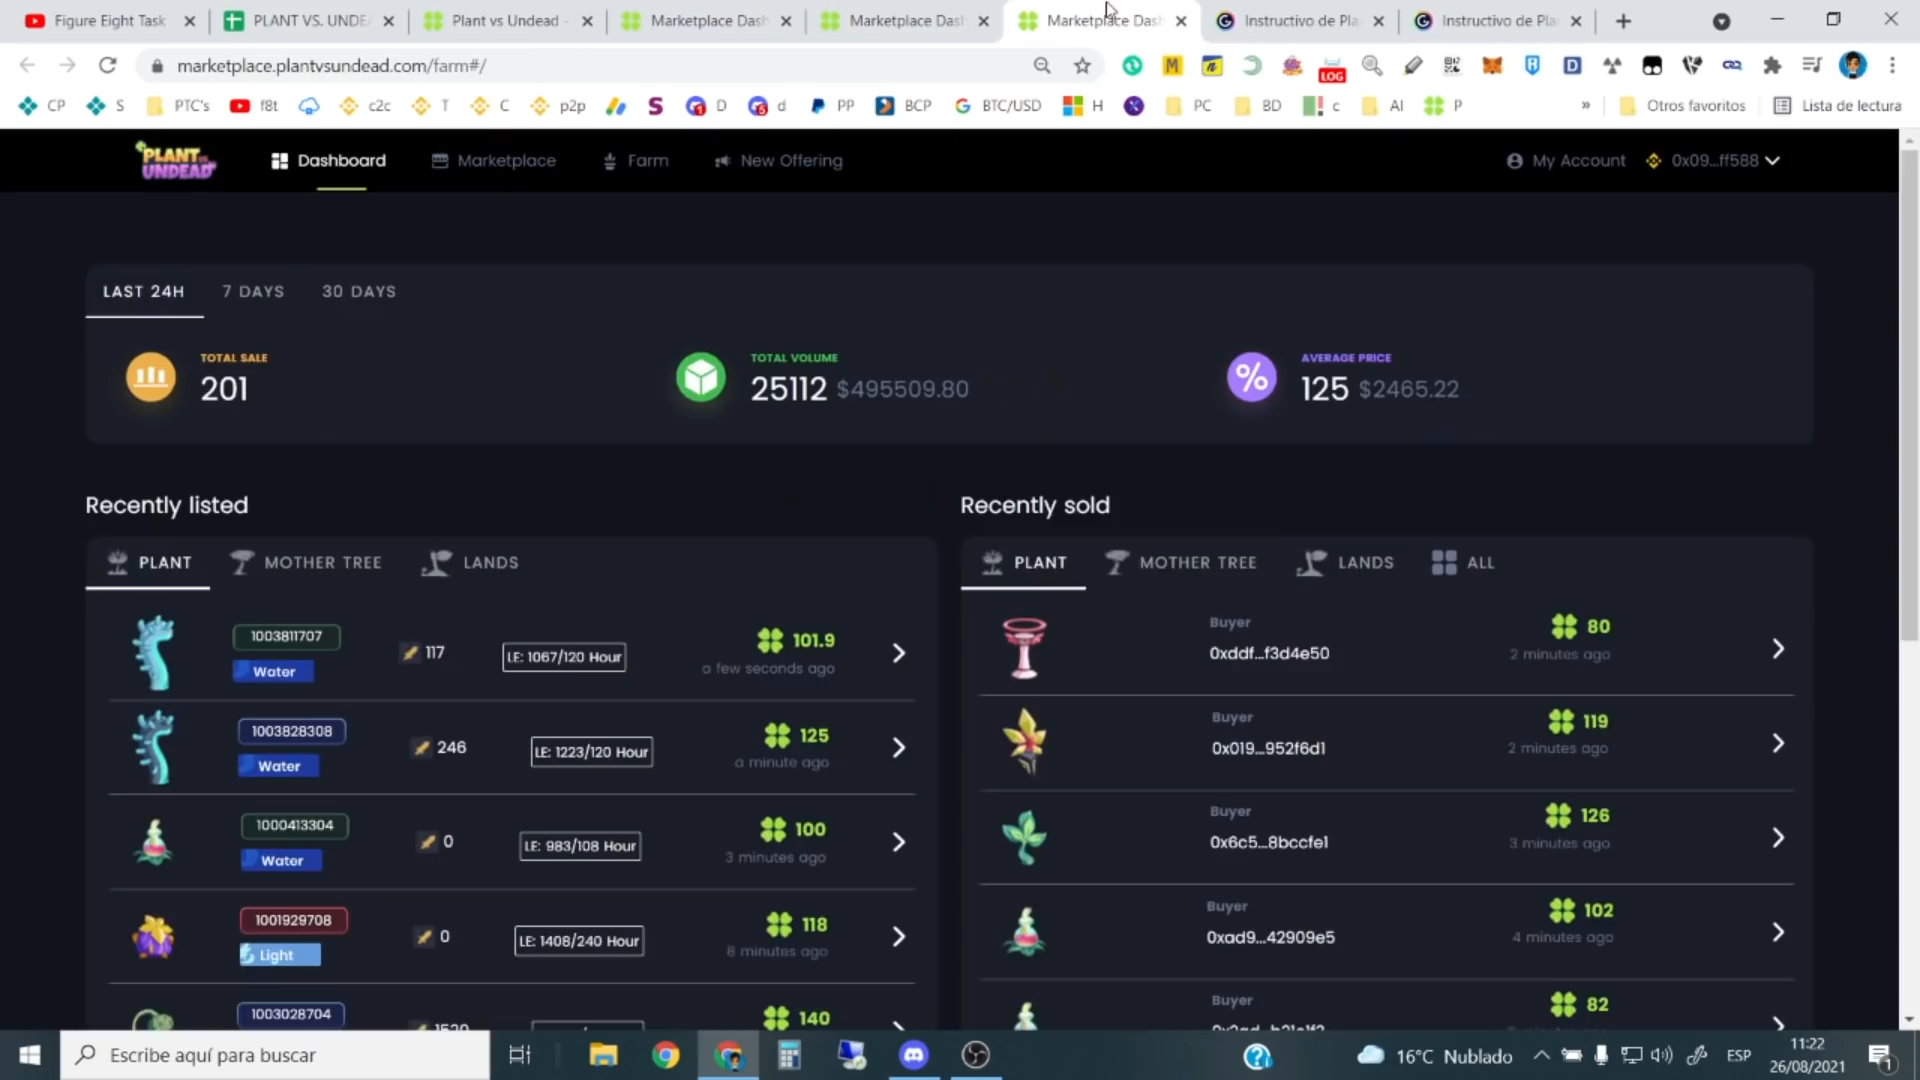 Figure Eight Task
PLANT VS. UNDE
Plant vs Undead -
Marketplace Dash
Marketplace Dash
Marketplace Dash
Instructivo de Pla
Instructivo de Pla
marketplace.plantvsundead.com/farm#/
LOG
CP
S
PTC's
f8t
c2c
T
C
p2p
D
d
PP
BCP
BTC/USD
H
PC
BD
c
AI
P
»
Otros favoritos
Lista de lectura
PLANT VS UNDEAD
Dashboard
Marketplace
Farm
New Offering
My Account
0x09...ff588
LAST 24H
7 DAYS
30 DAYS
TOTAL SALE
201
TOTAL VOLUME
25112 $495509.80
AVERAGE PRICE
125 $2465.22
Recently listed
PLANT
MOTHER TREE
LANDS
1003811707
Water
117
LE: 1067/120 Hour
101.9
a few seconds ago
1003828308
Water
246
LE: 1223/120 Hour
125
a minute ago
1000413304
Water
0
LE: 983/108 Hour
100
3 minutes ago
1001929708
Light
0
LE: 1408/240 Hour
118
8 minutes ago
1003028704
140
Recently sold
PLANT
MOTHER TREE
LANDS
ALL
Buyer
0xddf...f3d4e50
80
2 minutes ago
Buyer
0x019...952f6d1
119
2 minutes ago
Buyer
0x6c5...8bccfe1
126
3 minutes ago
Buyer
0xad9...42909e5
102
4 minutes ago
Buyer
82
Escribe aquí para buscar
16°C Nublado
ESP
11:22
26/08/2021
1